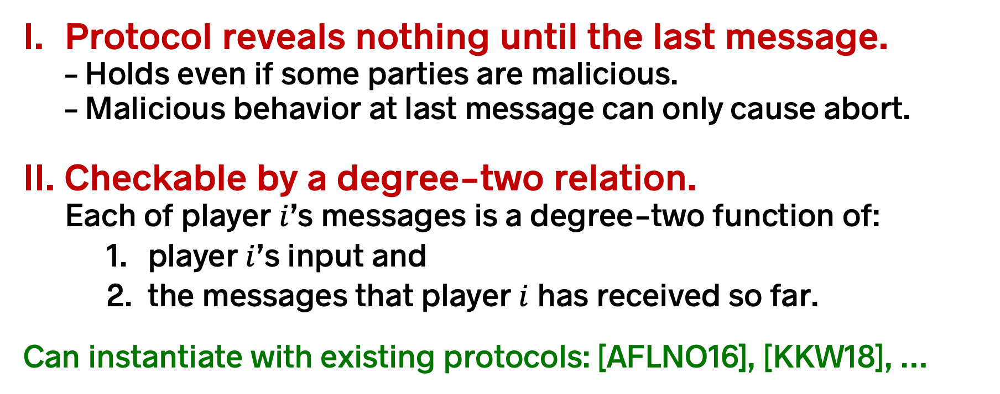 I. Protocol reveals nothing until the last message.
– Holds even if some parties are malicious.
– Malicious behavior at last message can only cause abort.
II. Checkable by a degree-two relation.
Each of player i’s messages is a degree-two function of:
1. player i’s input and
2. the messages that player i has received so far.
Can instantiate with existing protocols: [AFLNO16], [KKW18], …